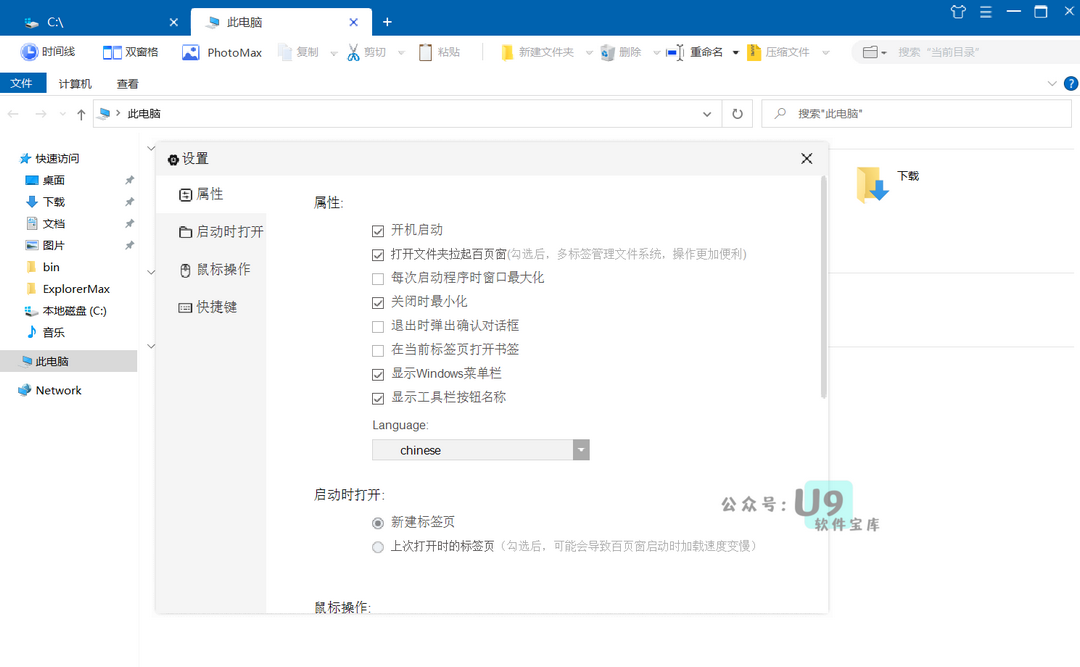 C:\
此电脑
时间线 双窗格 PhotoMax 复制 剪切 粘贴 新建文件夹 删除 重命名 压缩文件 搜索 "当前目录"
文件 计算机 查看
此电脑 搜索"此电脑"
快速访问
桌面
下载
文档
图片
bin
ExplorerMax
本地磁盘 (C:)
音乐
此电脑
Network
设置
属性
启动时打开
鼠标操作
快捷键
属性:
开机启动
打开文件夹拉起百页窗(勾选后，多标签管理文件系统，操作更加便利)
每次启动程序时窗口最大化
关闭时最小化
退出时弹出确认对话框
在当前标签页打开书签
显示Windows菜单栏
显示工具栏按钮名称
Language:
chinese
启动时打开:
新建标签页
上次打开时的标签页（勾选后，可能会导致百页窗启动时加载速度变慢）
鼠标操作:
下载
公众号: U9
软件宝库